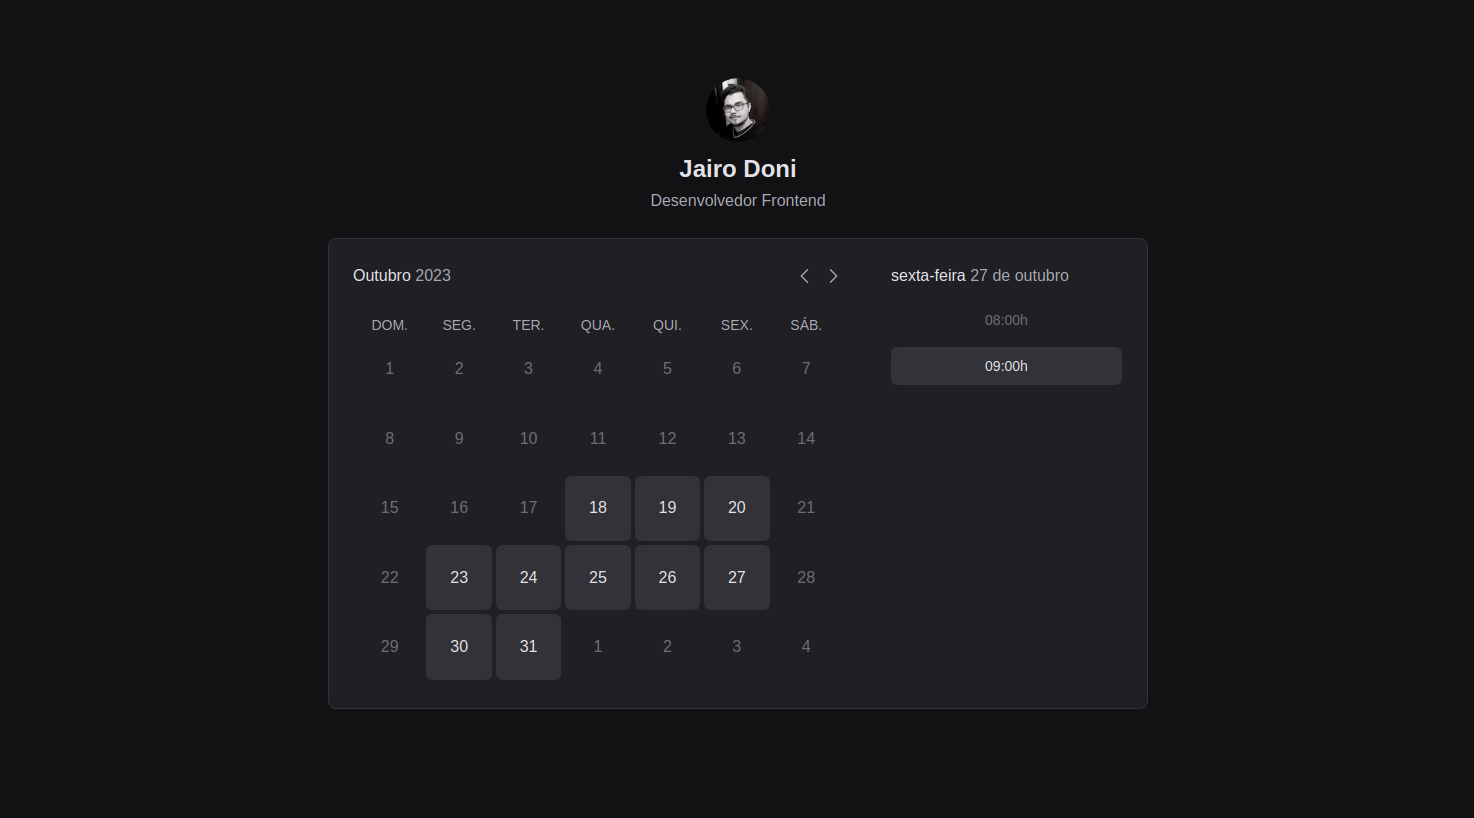 Jairo Doni
Desenvolvedor Frontend
Outubro 2023
DOM. SEG. TER. QUA. QUI. SEX. SÁB.
1 2 3 4 5 6 7
8 9 10 11 12 13 14
15 16 17 18 19 20 21
22 23 24 25 26 27 28
29 30 31 1 2 3 4
sexta-feira 27 de outubro
08:00h
09:00h